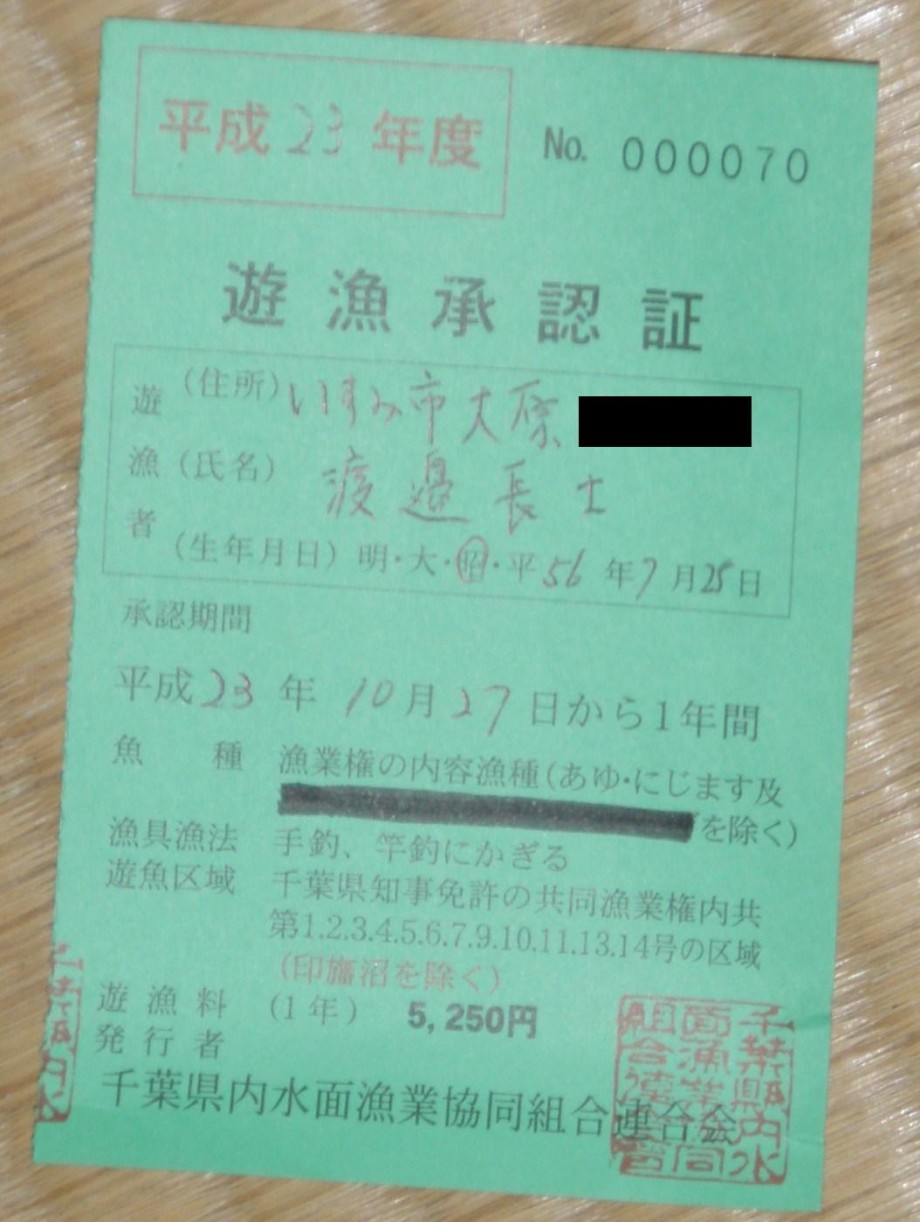 平成23年度
No. 000070
遊漁承認証
遊漁者
(住所)いすみ市大原
(氏名) 渡邉長士
(生年月日) 明・大・昭・平56年7月25日
承認期間
平成23年10月27日から1年間
魚種 漁業権の内容漁種(あゆ・にじます及
を除く)
漁具漁法 手釣、竿釣にかぎる
遊魚区域 千葉県知事免許の共同漁業権内共
第1.2.3.4.5.6.7.9.10.11.13.14号の区域
(印旛沼を除く)
遊漁料 (1年) 5,250円
発行者
千葉県内水面漁業協同組合連合会